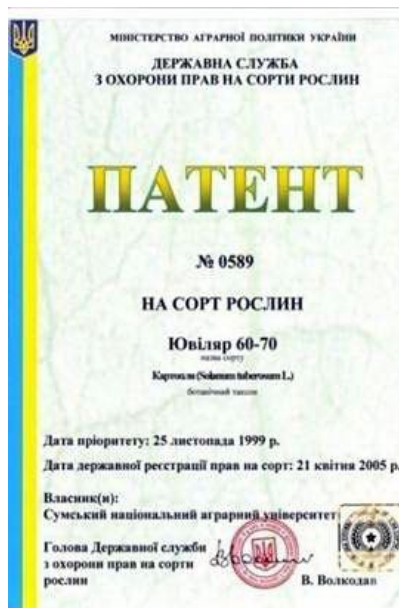 МІНІСТЕРСТВО АГРАРНОЇ ПОЛІТИКИ УКРАЇНИ
ДЕРЖАВНА СЛУЖБА
З ОХОРОНИ ПРАВ НА СОРТИ РОСЛИН
ПАТЕНТ
№ 0589
НА СОРТ РОСЛИН
Ювіляр 60-70
назва сорту
Картопля (Solanum tuberosum L.)
ботанічний таксон
Дата пріоритету: 25 листопада 1999 р.
Дата державної реєстрації прав на сорт: 21 квітня 2005 р.
Власник(и):
Сумський національний аграрний університет
Голова Державної служби
з охорони прав на сорти
рослин
В. Волкодав